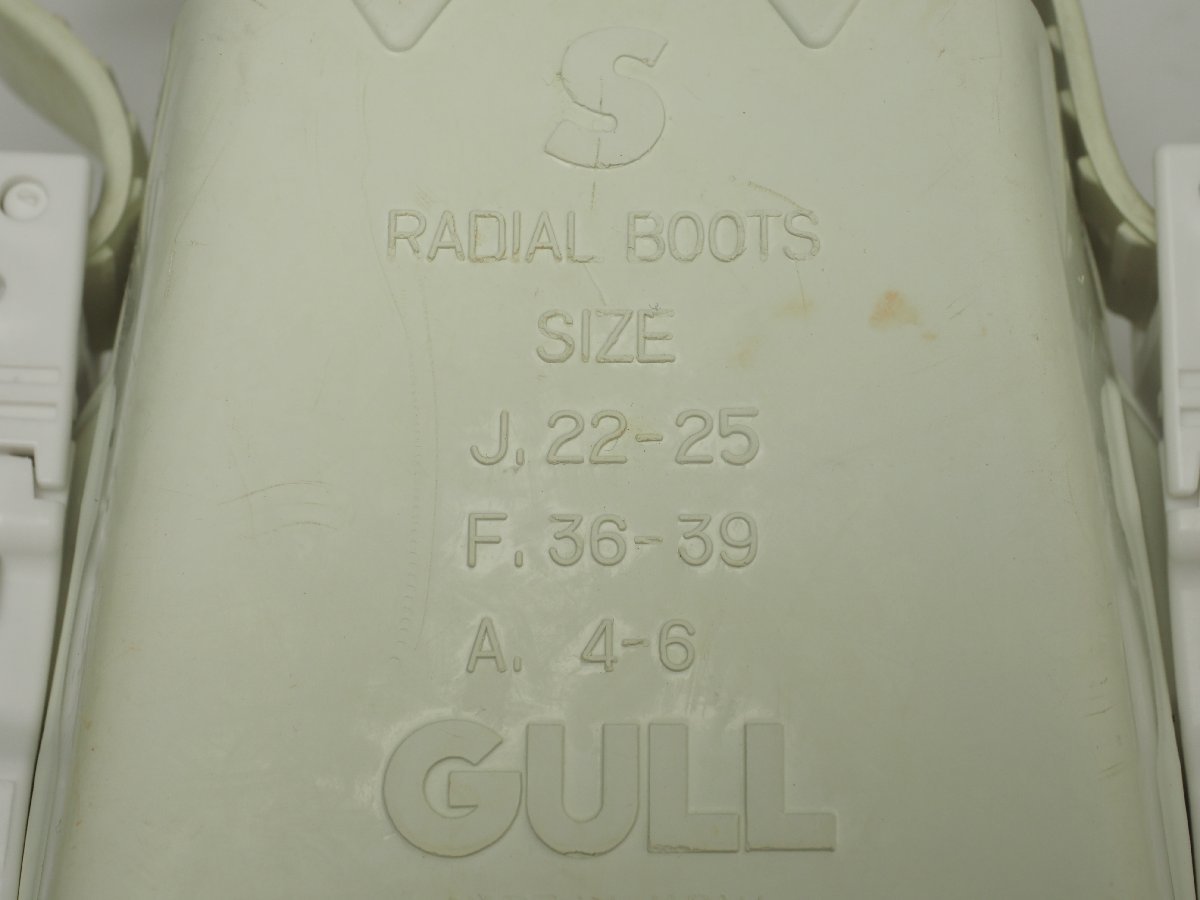 S
RADIAL BOOTS
SIZE
J. 22-25
F. 36-39
A. 4-6
GULL